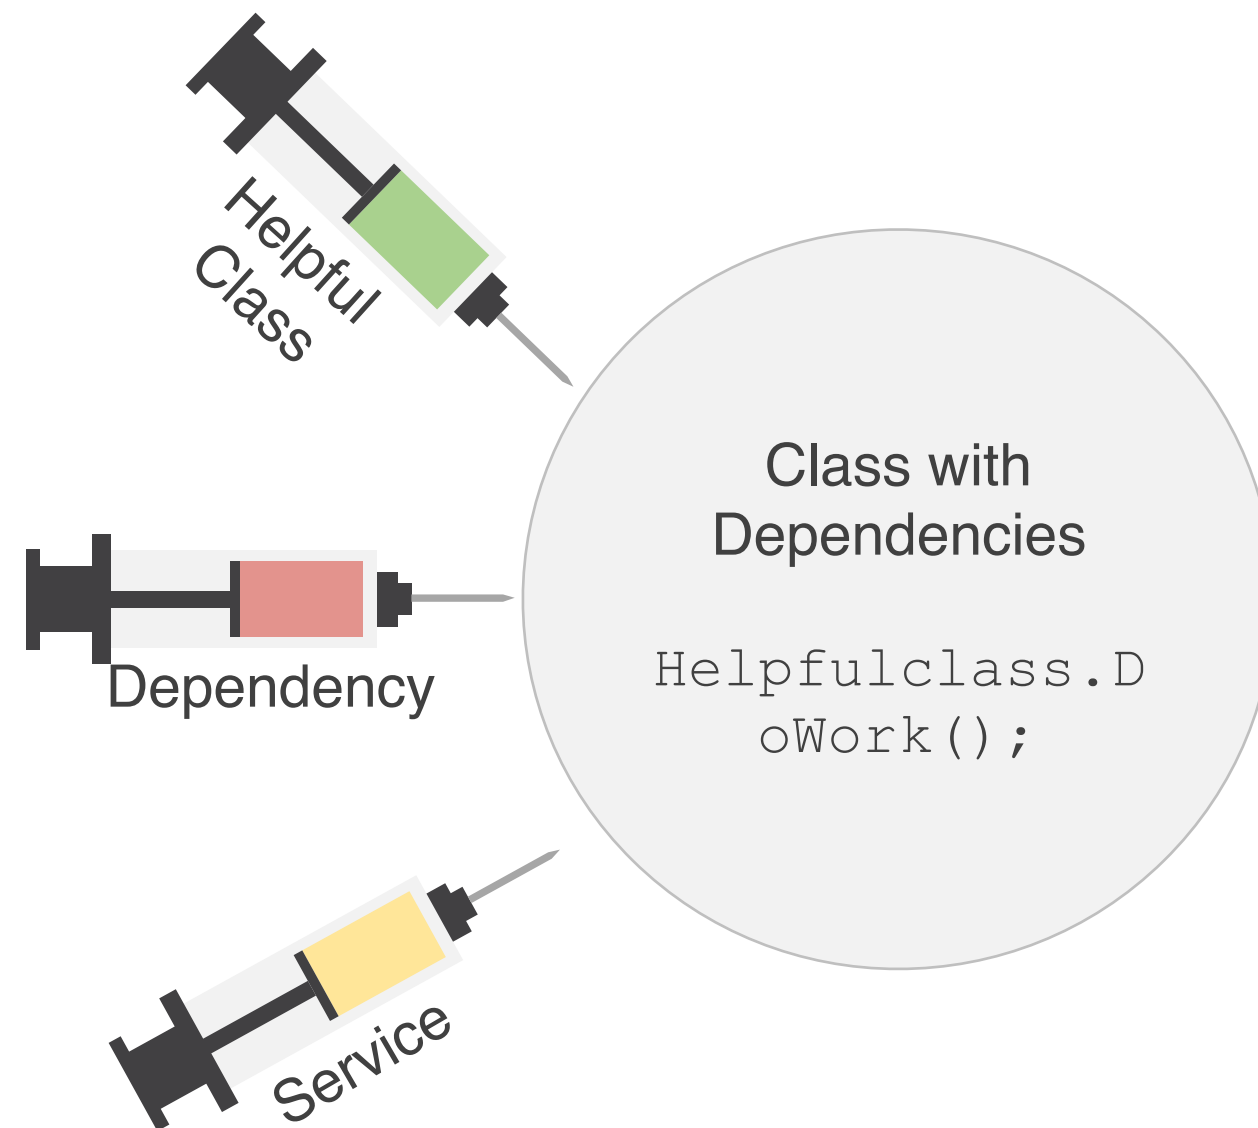 Helpful
Class
Class with
Dependencies
Helpfulclass.D
oWork();
Dependency
Service